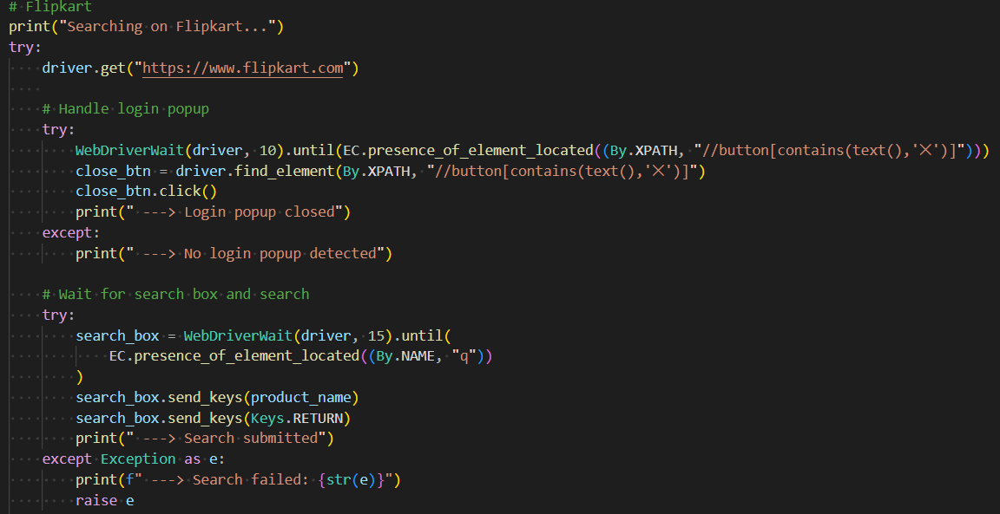 # Flipkart
print("Searching on Flipkart...")
try:
    driver.get("https://www.flipkart.com")
    
    # Handle login popup
    try:
        WebDriverWait(driver, 10).until(EC.presence_of_element_located((By.XPATH, "//button[contains(text(),'✕')]")))
        close_btn = driver.find_element(By.XPATH, "//button[contains(text(),'✕')]")
        close_btn.click()
        print(" ---> Login popup closed")
    except:
        print(" ---> No login popup detected")

    # Wait for search box and search
    try:
        search_box = WebDriverWait(driver, 15).until(
            EC.presence_of_element_located((By.NAME, "q"))
        )
        search_box.send_keys(product_name)
        search_box.send_keys(Keys.RETURN)
        print(" ---> Search submitted")
    except Exception as e:
        print(f" ---> Search failed: {str(e)}")
        raise e